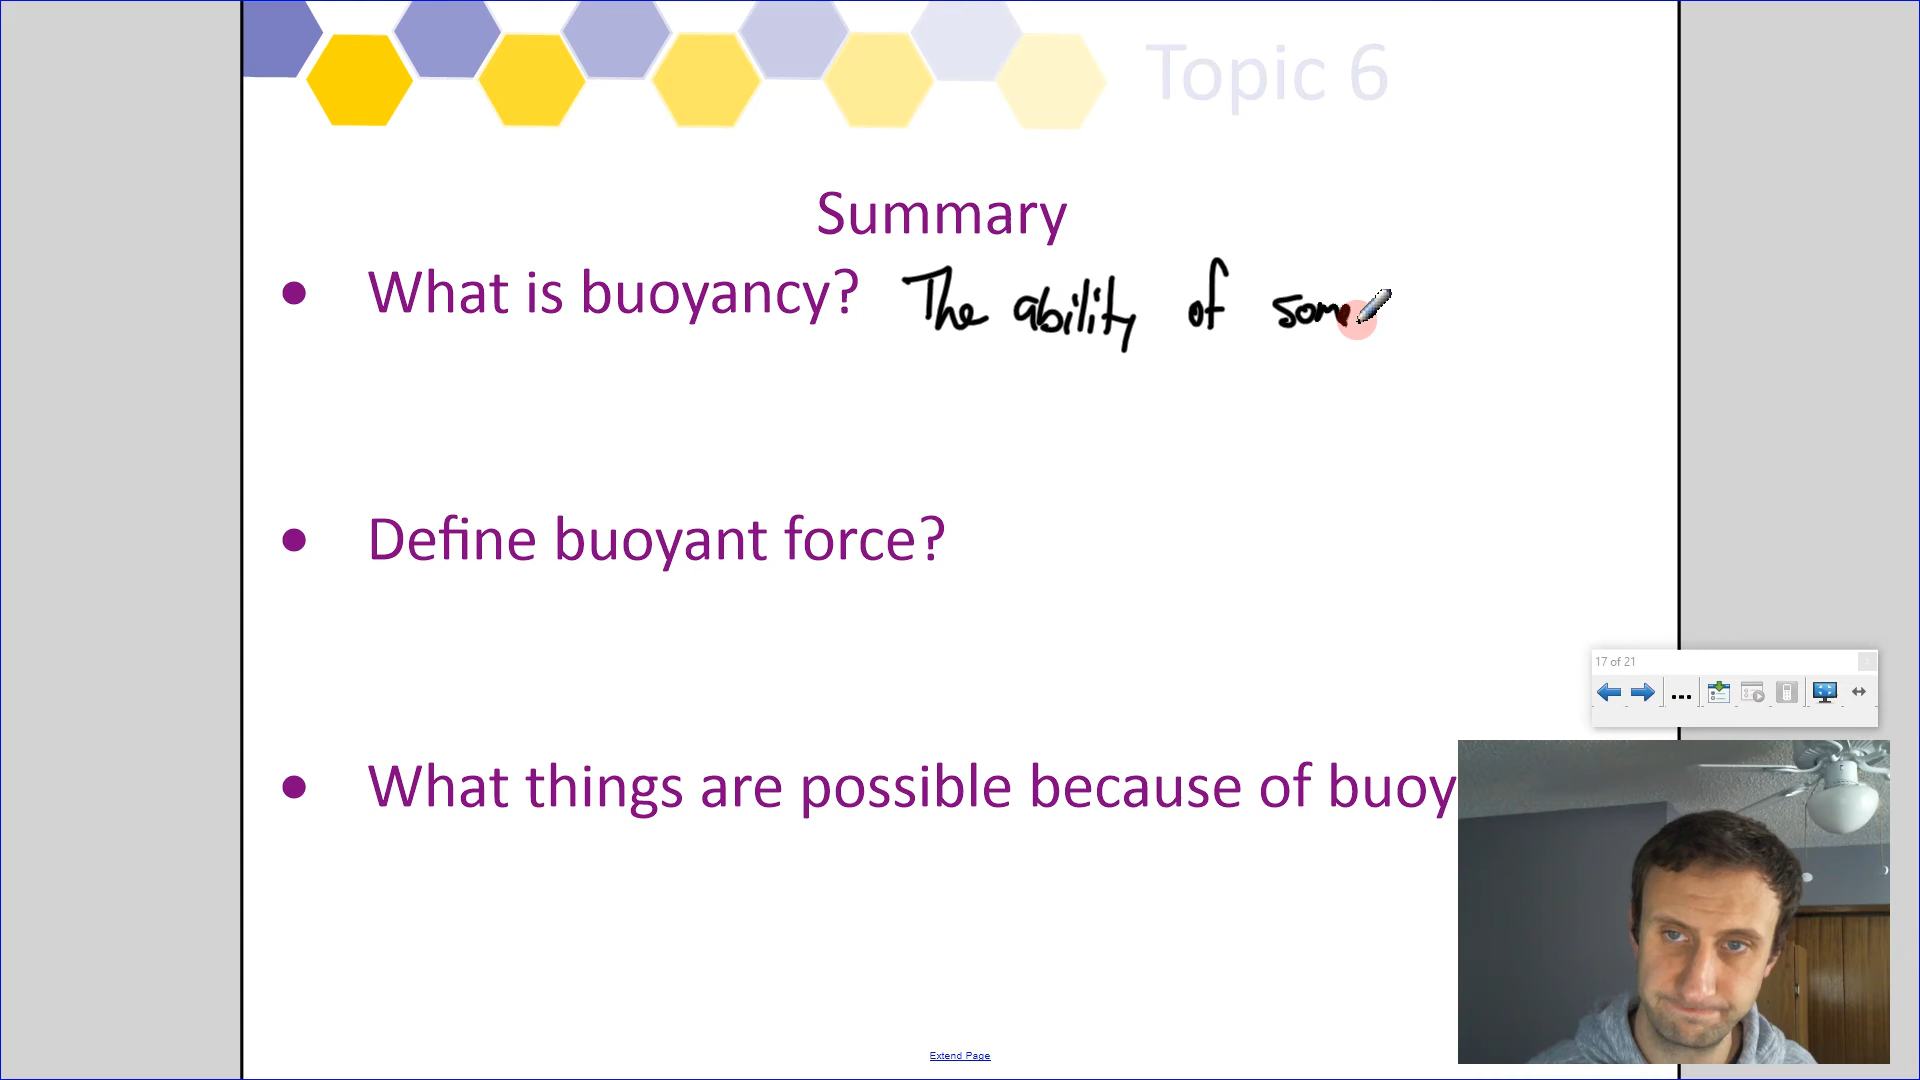 Topic 6
Summary
• What is buoyancy? The ability of som
• Define buoyant force?
17 of 21
• What things are possible because of buoy
Extend Page